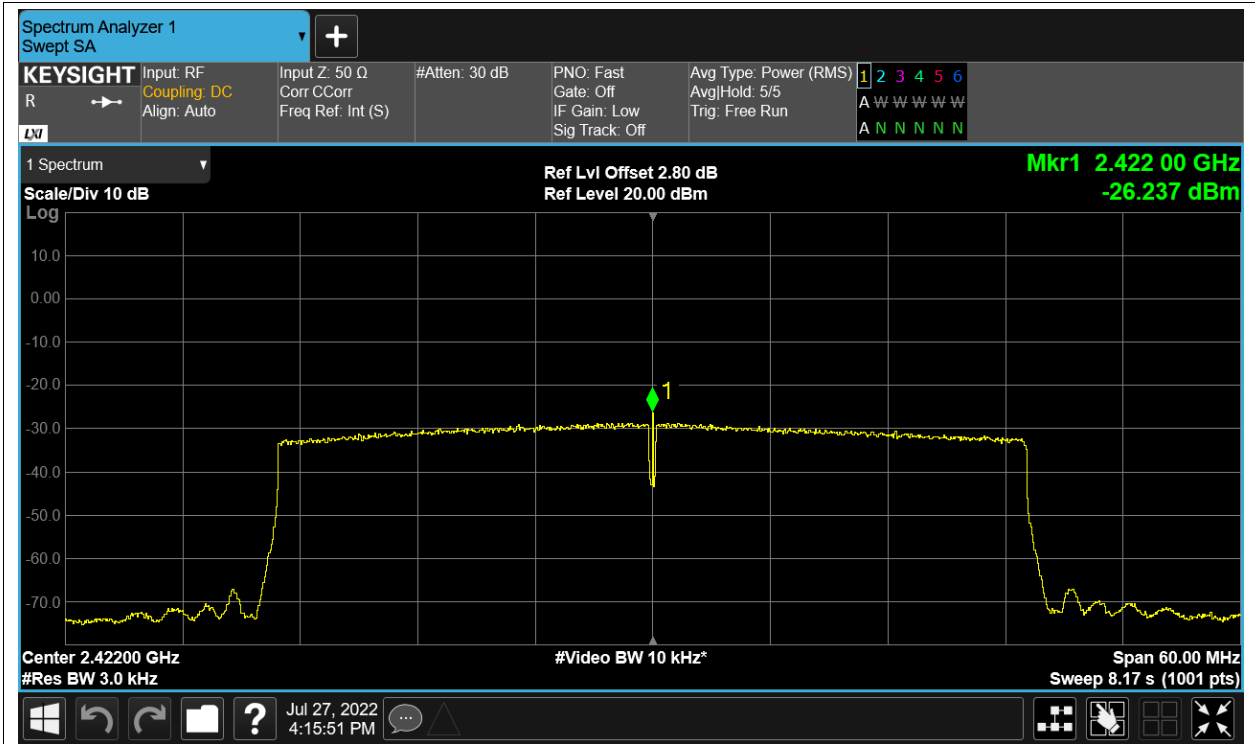 Spectrum Analyzer 1
Swept SA
KEYSIGHT
R
LXI
Input: RF
Coupling: DC
Align: Auto
Input Z: 50 Ω
Corr CCorr
Freq Ref: Int (S)
#Atten: 30 dB
PNO: Fast
Gate: Off
IF Gain: Low
Sig Track: Off
Avg Type: Power (RMS)
Avg|Hold: 5/5
Trig: Free Run
1 2 3 4 5 6
A W W W W W
A N N N N N
1 Spectrum
Scale/Div 10 dB
Log
Ref Lvl Offset 2.80 dB
Ref Level 20.00 dBm
Mkr1 2.422 00 GHz
-26.237 dBm
10.0
0.00
-10.0
-20.0
-30.0
-40.0
-50.0
-60.0
-70.0
1
Center 2.42200 GHz
#Res BW 3.0 kHz
#Video BW 10 kHz*
Span 60.00 MHz
Sweep 8.17 s (1001 pts)
?
Jul 27, 2022
4:15:51 PM